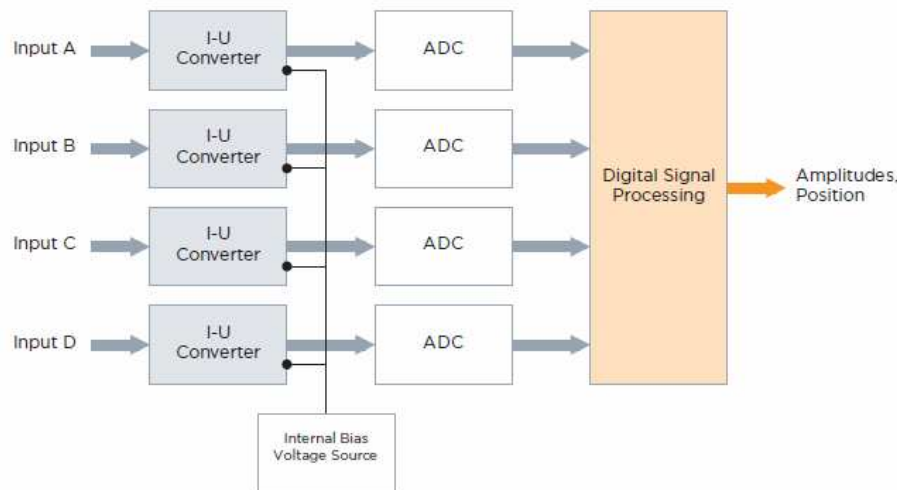 Input A
I-U
Converter
ADC
Input B
I-U
Converter
ADC
Input C
I-U
Converter
ADC
Input D
I-U
Converter
ADC
Digital Signal
Processing
Amplitudes,
Position
Internal Bias
Voltage Source